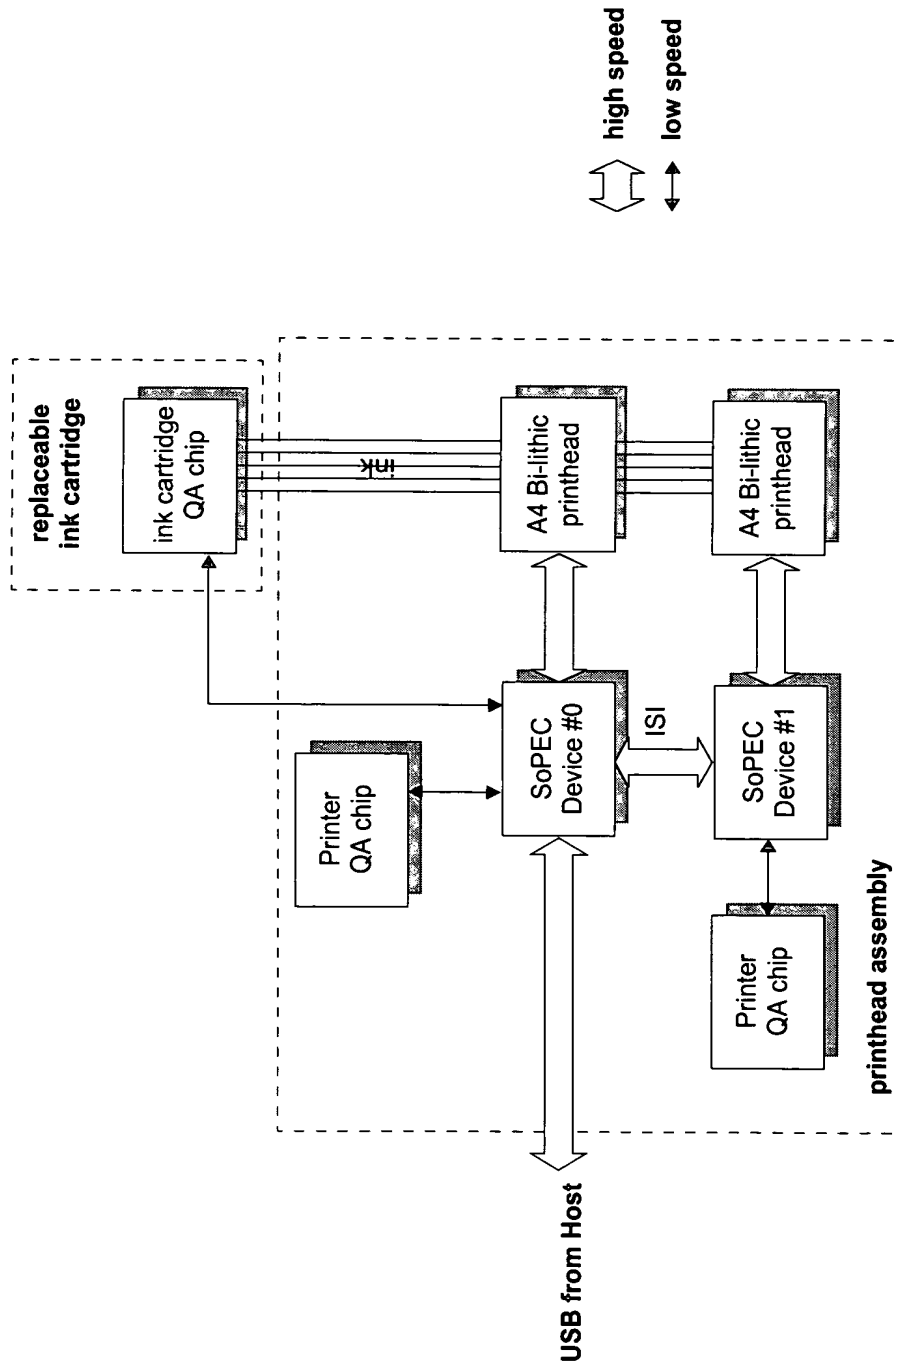 replaceable
ink cartridge
ink cartridge
QA chip
ink
Printer
QA chip
USB from Host
SoPEC
Device #0
A4 Bi-lithic
printhead
ISI
Printer
QA chip
SoPEC
Device #1
A4 Bi-lithic
printhead
printhead assembly
high speed
low speed